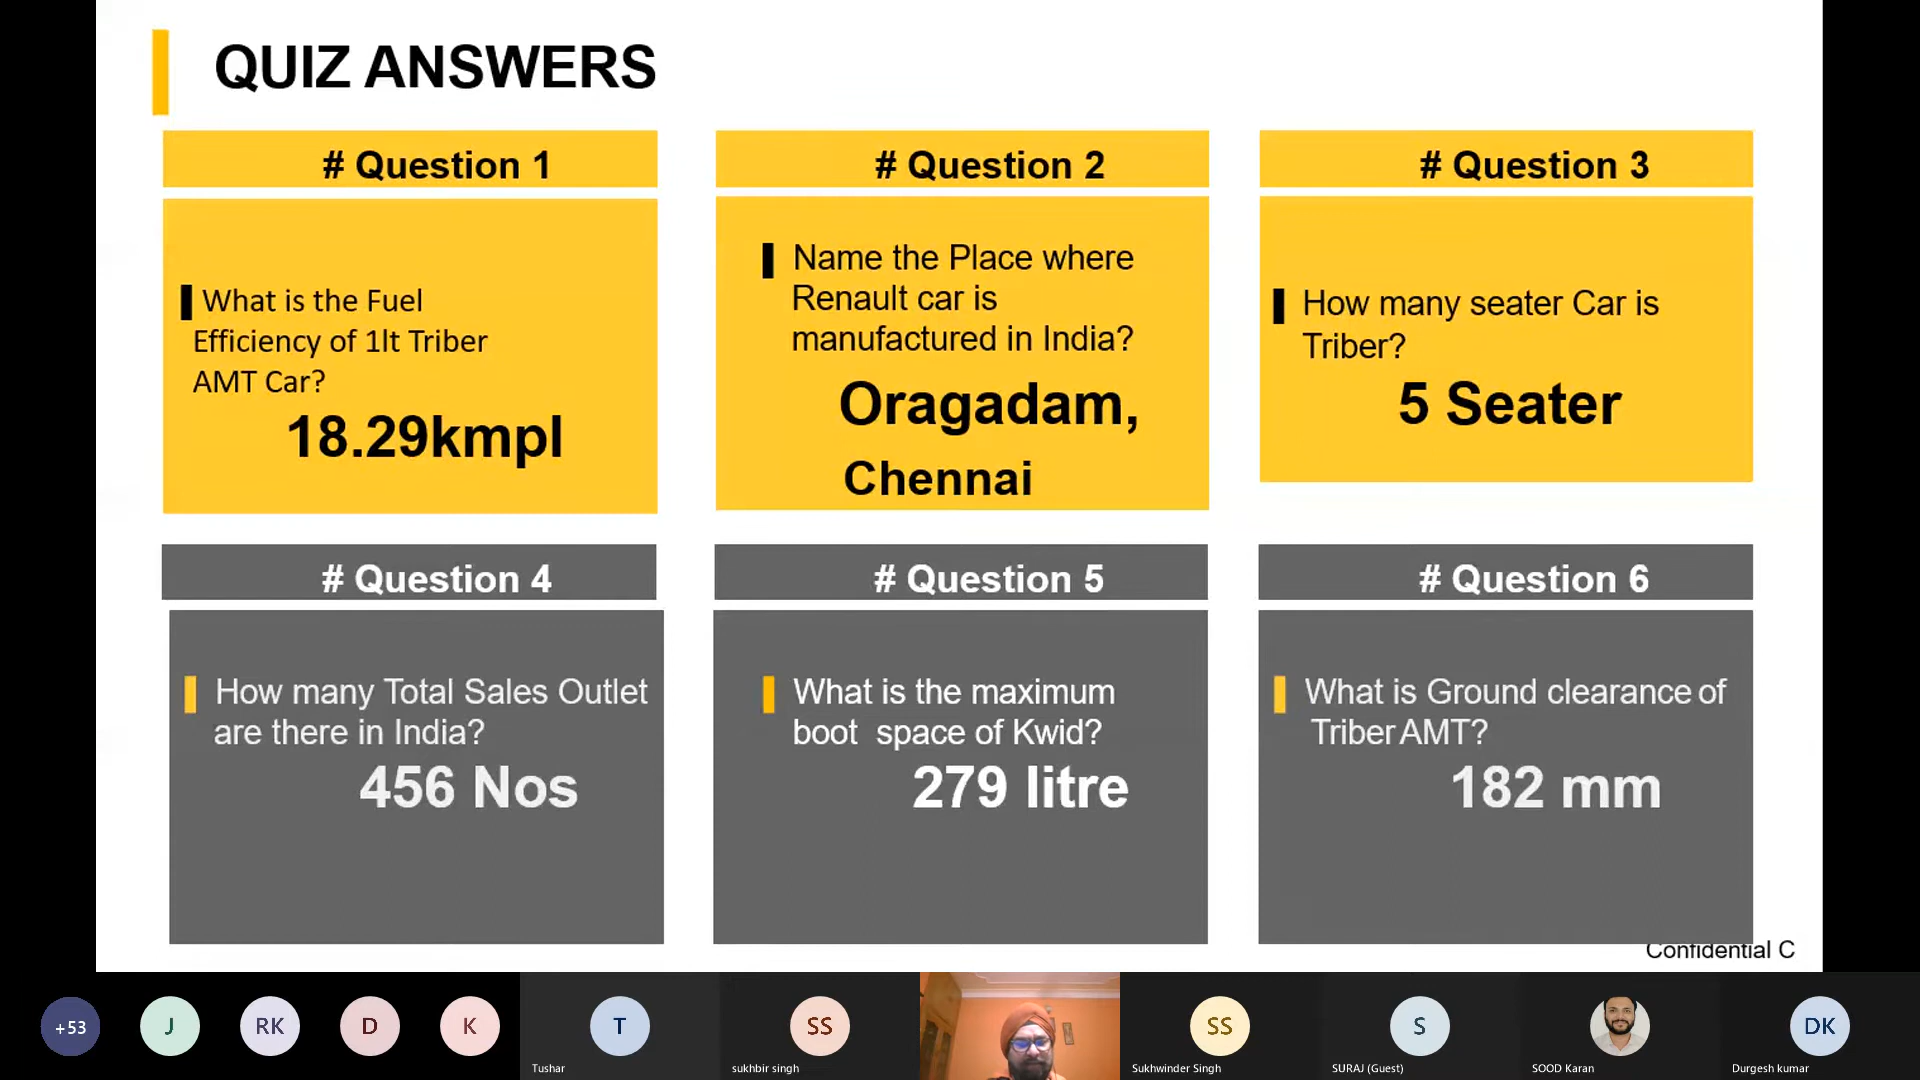 QUIZ ANSWERS
# Question 1
What is the Fuel
Efficiency of 1lt Triber
AMT Car?
18.29kmpl
# Question 2
Name the Place where
Renault car is
manufactured in India?
Oragadam,
Chennai
# Question 3
How many seater Car is
Triber?
5 Seater
# Question 4
How many Total Sales Outlet
are there in India?
456 Nos
# Question 5
What is the maximum
boot  space of Kwid?
279 litre
# Question 6
What is Ground clearance of
Triber AMT?
182 mm
Confidential C
+53
J
RK
D
K
T
Tushar
SS
sukhbir singh
SS
Sukhwinder Singh
S
SURAJ (Guest)
SOOD Karan
DK
Durgesh kumar